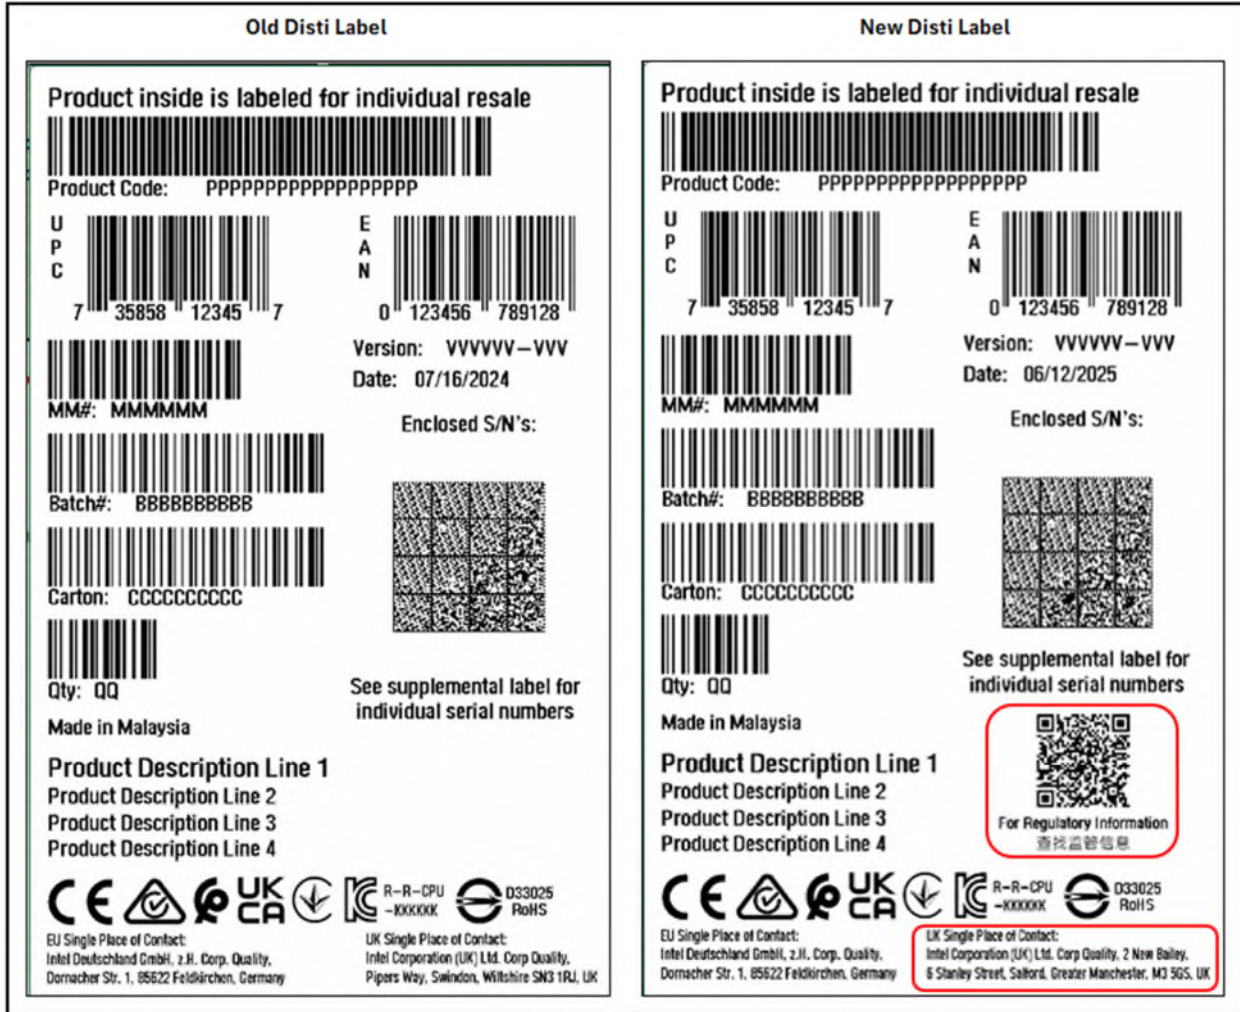 Old Disti Label
Product inside is labeled for individual resale
Product Code: PPPPPPPPPPPPPPPPPP
UPC
7 35858 12345 7
EAN
0 123456 789128
Version: VVVVVV-VVV
Date: 07/16/2024
MM#: MMMMMM
Enclosed S/N's:
Batch#: BBBBBBBBBB
Carton: CCCCCCCCCC
Qty: QQ
See supplemental label for
individual serial numbers
Made in Malaysia
Product Description Line 1
Product Description Line 2
Product Description Line 3
Product Description Line 4
CE UK CA R-R-CPU
-KXXXXK
D33025
RoHS
EU Single Place of Contact:
Intel Deutschland GmbH, z.H. Corp. Quality,
Dornacher Str. 1, 85622 Feldkirchen, Germany
UK Single Place of Contact:
Intel Corporation (UK) Ltd. Corp Quality,
Pipers Way, Swindon, Wiltshire SN3 1RJ, UK
New Disti Label
Product inside is labeled for individual resale
Product Code: PPPPPPPPPPPPPPPPPP
UPC
7 35858 12345 7
EAN
0 123456 789128
Version: VVVVVV-VVV
Date: 06/12/2025
MM#: MMMMMM
Enclosed S/N's:
Batch#: BBBBBBBBBB
Carton: CCCCCCCCCC
Qty: QQ
See supplemental label for
individual serial numbers
Made in Malaysia
For Regulatory Information
查找监管信息
Product Description Line 1
Product Description Line 2
Product Description Line 3
Product Description Line 4
CE UK CA R-R-CPU
-KXXXXK
D33025
RoHS
EU Single Place of Contact:
Intel Deutschland GmbH, z.H. Corp. Quality,
Dornacher Str. 1, 85622 Feldkirchen, Germany
UK Single Place of Contact:
Intel Corporation (UK) Ltd. Corp Quality, 2 New Bailey,
6 Stanley Street, Salford, Greater Manchester, M3 5GS, UK